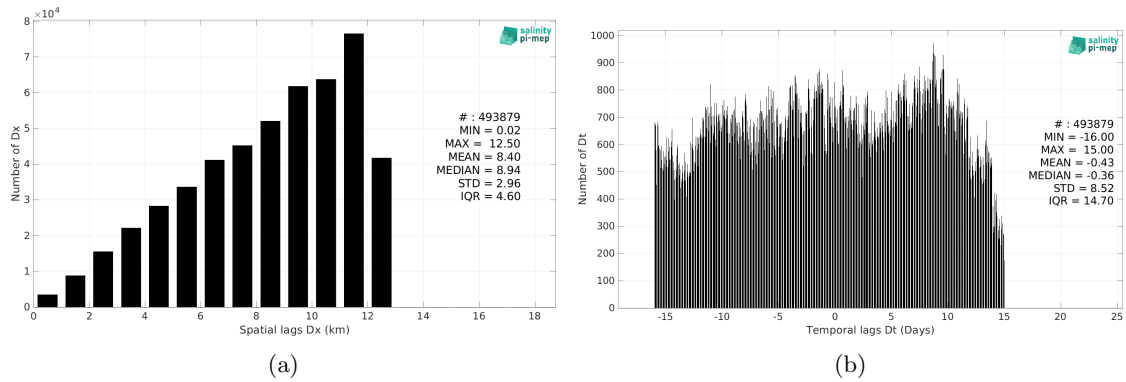 ×10⁴
8
7
6
5
4
3
2
1
0
Number of Dx
salinity
pi-mep
# : 493879
MIN = 0.02
MAX = 12.50
MEAN = 8.40
MEDIAN = 8.94
STD = 2.96
IQR = 4.60
0 2 4 6 8 10 12 14 16 18
Spatial lags Dx (km)
(a)
1000
900
800
700
600
500
400
300
200
100
0
Number of Dt
salinity
pi-mep
# : 493879
MIN = -16.00
MAX = 15.00
MEAN = -0.43
MEDIAN = -0.36
STD = 8.52
IQR = 14.70
-15 -10 -5 0 5 10 15 20 25
Temporal lags Dt (Days)
(b)